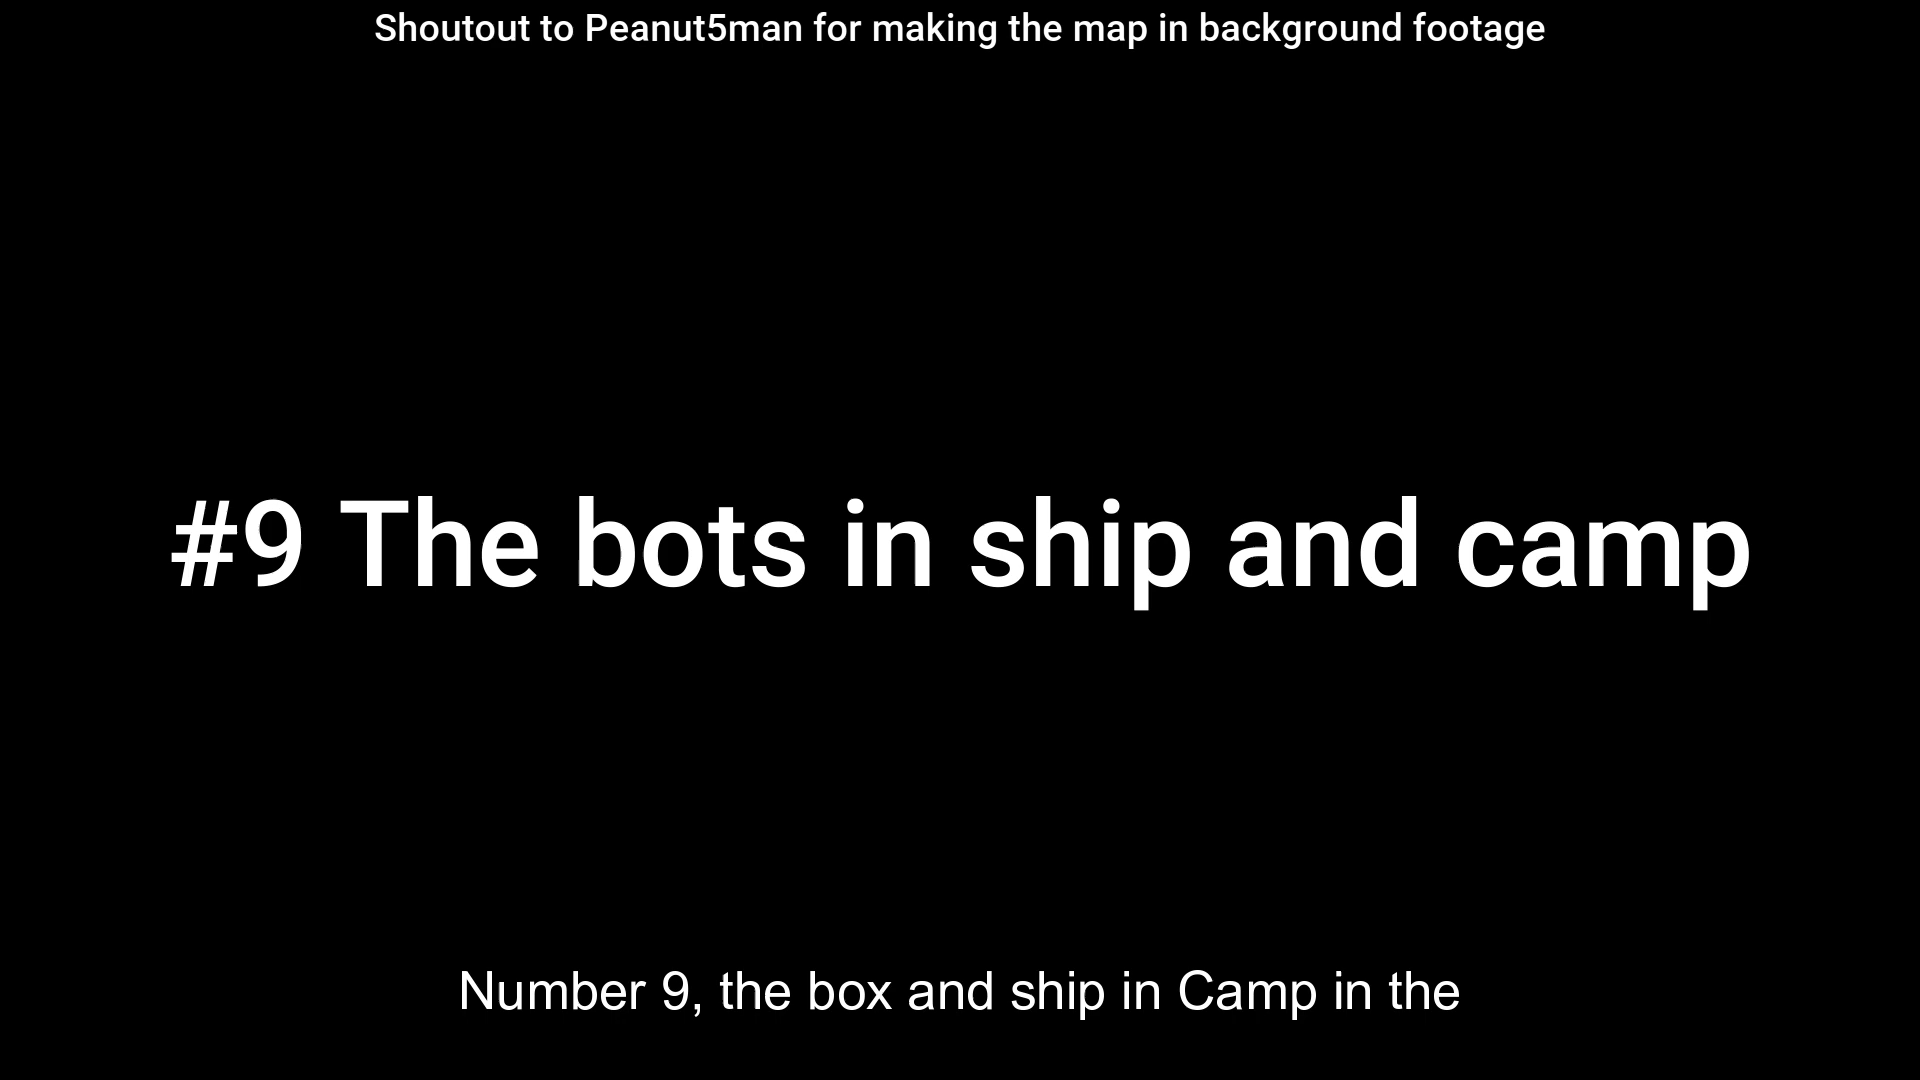 Shoutout to Peanut5man for making the map in background footage
#9 The bots in ship and camp
Number 9, the box and ship in Camp in the